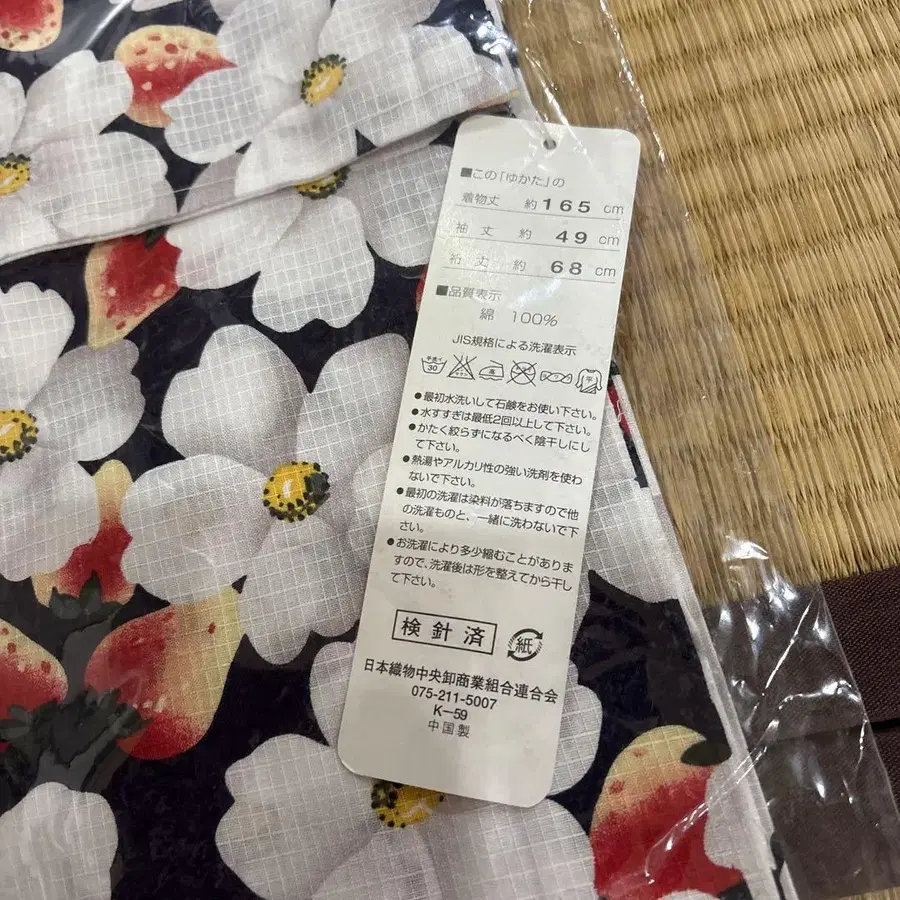 ■この「ゆかた」の
着物丈 約165 cm
袖丈 約 49 cm
裄丈 約 68 cm
■品質表示
綿 100%
JIS規格による洗濯表示
手洗イ 30
●最初水洗いして石鹸をお使い下さい。
●水すすぎは最低2回以上して下さい。
●かたく絞らずになるべく陰干しにし
て下さい。
●熱湯やアルカリ性の強い洗剤を使わ
ないで下さい。
●最初の洗濯は染料が落ちますので他
の洗濯ものと、一緒に洗わないで下
さい。
●お洗濯により多少縮むことがありま
すので、洗濯後は形を整えてから干し
て下さい。
検針済
紙
日本織物中央卸商業組合連合会
075-211-5007
K-59
中国製